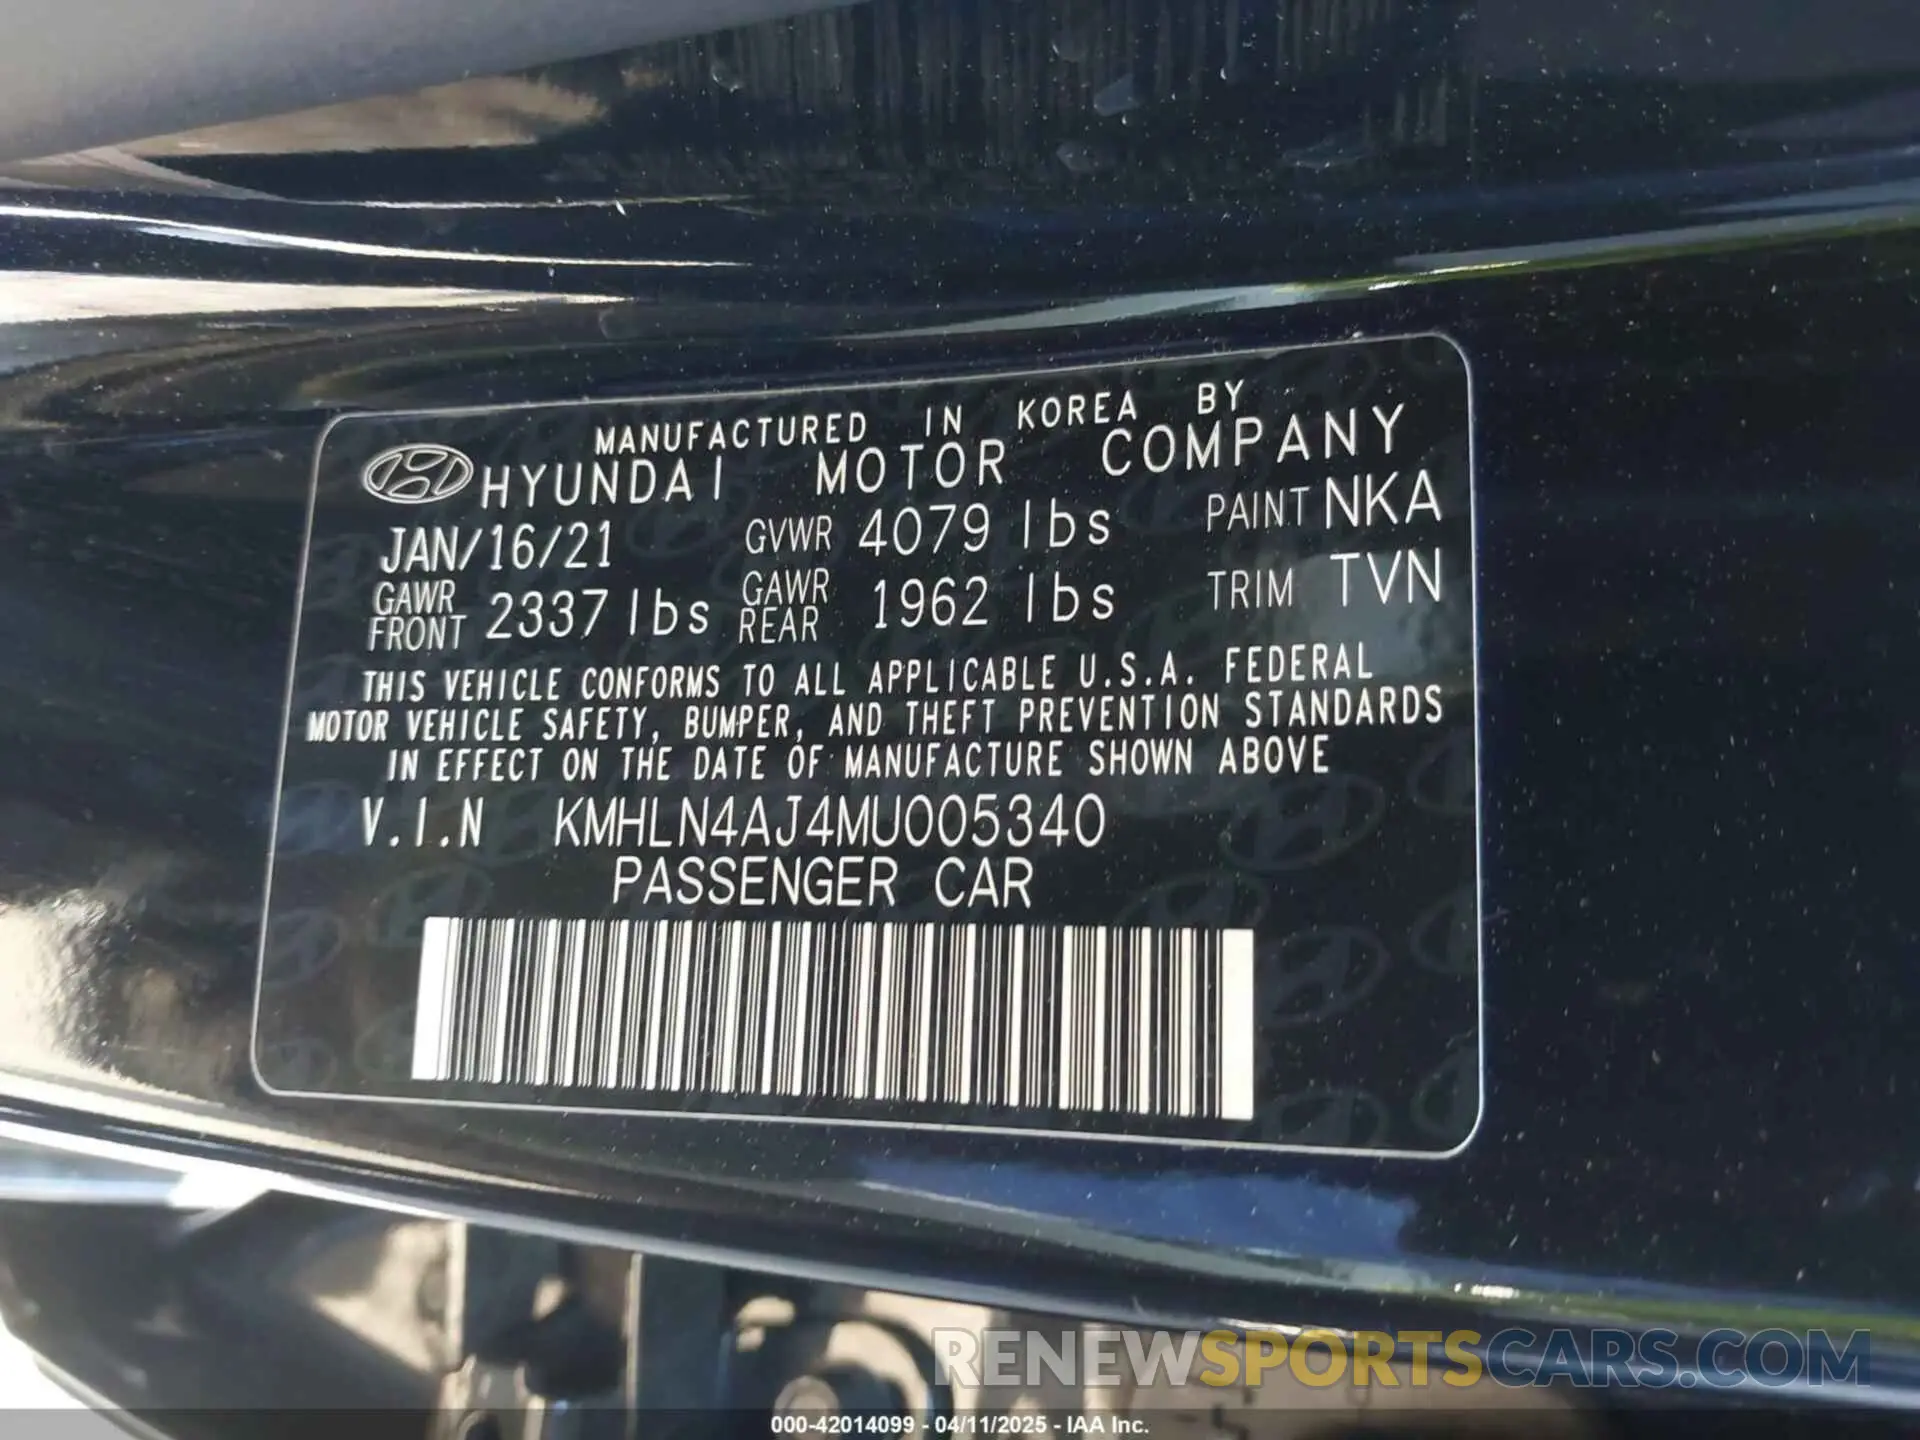 MANUFACTURED IN KOREA BY
HYUNDAI MOTOR COMPANY
JAN/16/21 GVWR 4079 lbs PAINT NKA
GAWR FRONT 2337 lbs GAWR REAR 1962 lbs TRIM TVN
THIS VEHICLE CONFORMS TO ALL APPLICABLE U.S.A. FEDERAL
MOTOR VEHICLE SAFETY, BUMPER, AND THEFT PREVENTION STANDARDS
IN EFFECT ON THE DATE OF MANUFACTURE SHOWN ABOVE
V.I.N KMHLN4AJ4MU005340
PASSENGER CAR
RENEWSPORTSCARS.COM
000-42014099 - 04/11/2025 - IAA Inc.